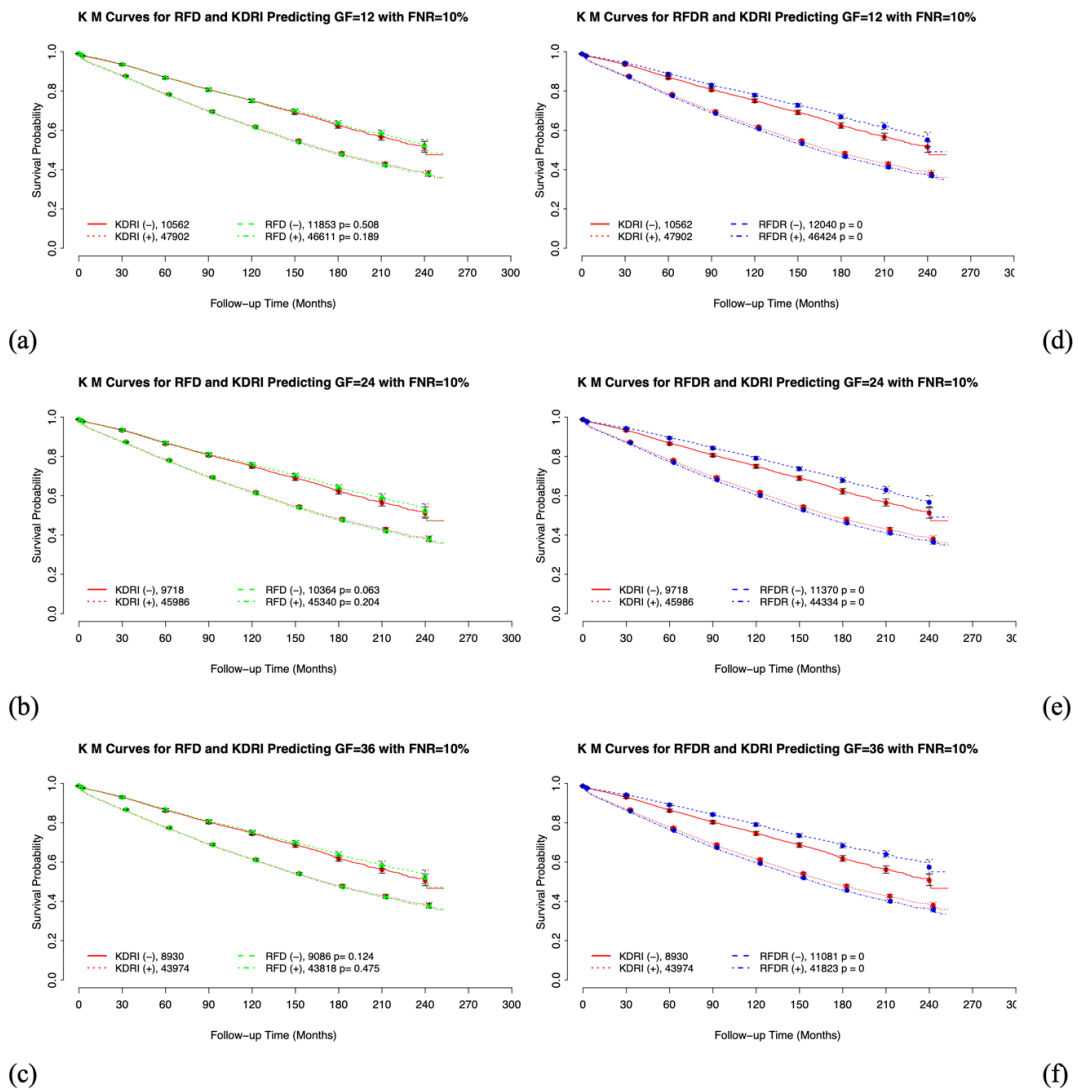 K M Curves for RFD and KDRI Predicting GF=12 with FNR=10%
Survival Probability
1.0
0.8
0.6
0.4
0.2
0.0
KDRI (−), 10562
KDRI (+), 47902
RFD (−), 11853 p= 0.508
RFD (+), 46611 p= 0.189
0 30 60 90 120 150 180 210 240 270 300
Follow−up Time (Months)
(a)
K M Curves for RFDR and KDRI Predicting GF=12 with FNR=10%
Survival Probability
1.0
0.8
0.6
0.4
0.2
0.0
KDRI (−), 10562
KDRI (+), 47902
RFDR (−), 12040 p = 0
RFDR (+), 46424 p = 0
0 30 60 90 120 150 180 210 240 270
Follow−up Time (Months)
(d)
K M Curves for RFD and KDRI Predicting GF=24 with FNR=10%
Survival Probability
1.0
0.8
0.6
0.4
0.2
0.0
KDRI (−), 9718
KDRI (+), 45986
RFD (−), 10364 p= 0.063
RFD (+), 45340 p= 0.204
0 30 60 90 120 150 180 210 240 270 300
Follow−up Time (Months)
(b)
K M Curves for RFDR and KDRI Predicting GF=24 with FNR=10%
Survival Probability
1.0
0.8
0.6
0.4
0.2
0.0
KDRI (−), 9718
KDRI (+), 45986
RFDR (−), 11370 p = 0
RFDR (+), 44334 p = 0
0 30 60 90 120 150 180 210 240 270
Follow−up Time (Months)
(e)
K M Curves for RFD and KDRI Predicting GF=36 with FNR=10%
Survival Probability
1.0
0.8
0.6
0.4
0.2
0.0
KDRI (−), 8930
KDRI (+), 43974
RFD (−), 9086 p= 0.124
RFD (+), 43818 p= 0.475
0 30 60 90 120 150 180 210 240 270 300
Follow−up Time (Months)
(c)
K M Curves for RFDR and KDRI Predicting GF=36 with FNR=10%
Survival Probability
1.0
0.8
0.6
0.4
0.2
0.0
KDRI (−), 8930
KDRI (+), 43974
RFDR (−), 11081 p = 0
RFDR (+), 41823 p = 0
0 30 60 90 120 150 180 210 240 270
Follow−up Time (Months)
(f)